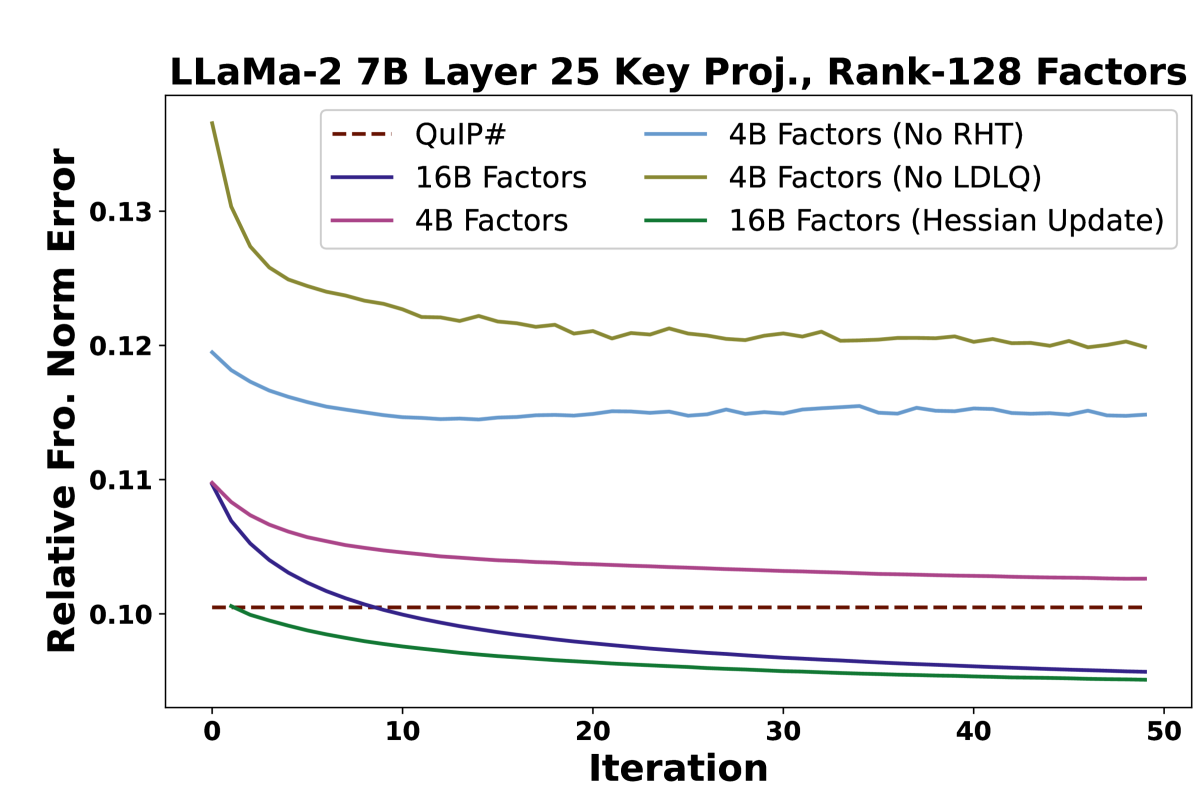 LLaMa-2 7B Layer 25 Key Proj., Rank-128 Factors
QuIP#
16B Factors
4B Factors
4B Factors (No RHT)
4B Factors (No LDLQ)
16B Factors (Hessian Update)
Relative Fro. Norm Error
0.13
0.12
0.11
0.10
0
10
20
30
40
50
Iteration